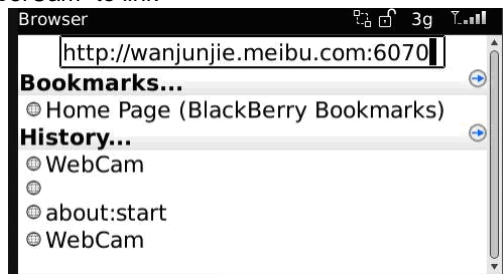 Browser 3g
http://wanjunjie.meibu.com:6070
Bookmarks...
Home Page (BlackBerry Bookmarks)
History...
WebCam
about:start
WebCam